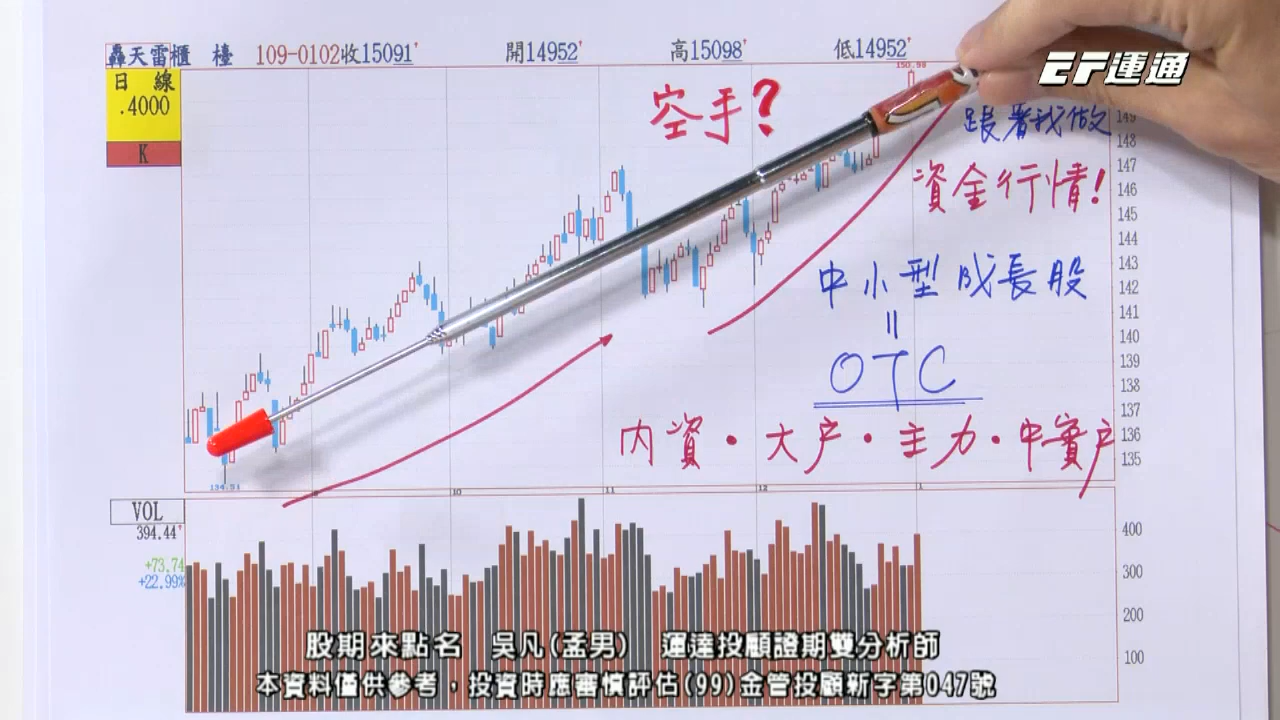 轟天雷櫃 檯 109-0102收15091' 開14952' 高15098' 低14952'
EF運通
日 線
.4000
K
150.98
空手?
跟著我做
資金行情!
中小型成長股
=
OTC
內資・大户・主力・中實户
149
148
147
146
145
144
143
142
141
140
139
138
137
136
135
134.51
9 10 11 12 1
VOL
394.44'
+73.74
+22.99%
400
300
200
100
股期來點名 吳凡(孟男) 運達投顧證期雙分析師
本資料僅供參考,投資時應審慎評估(99)金管投顧新字第047號